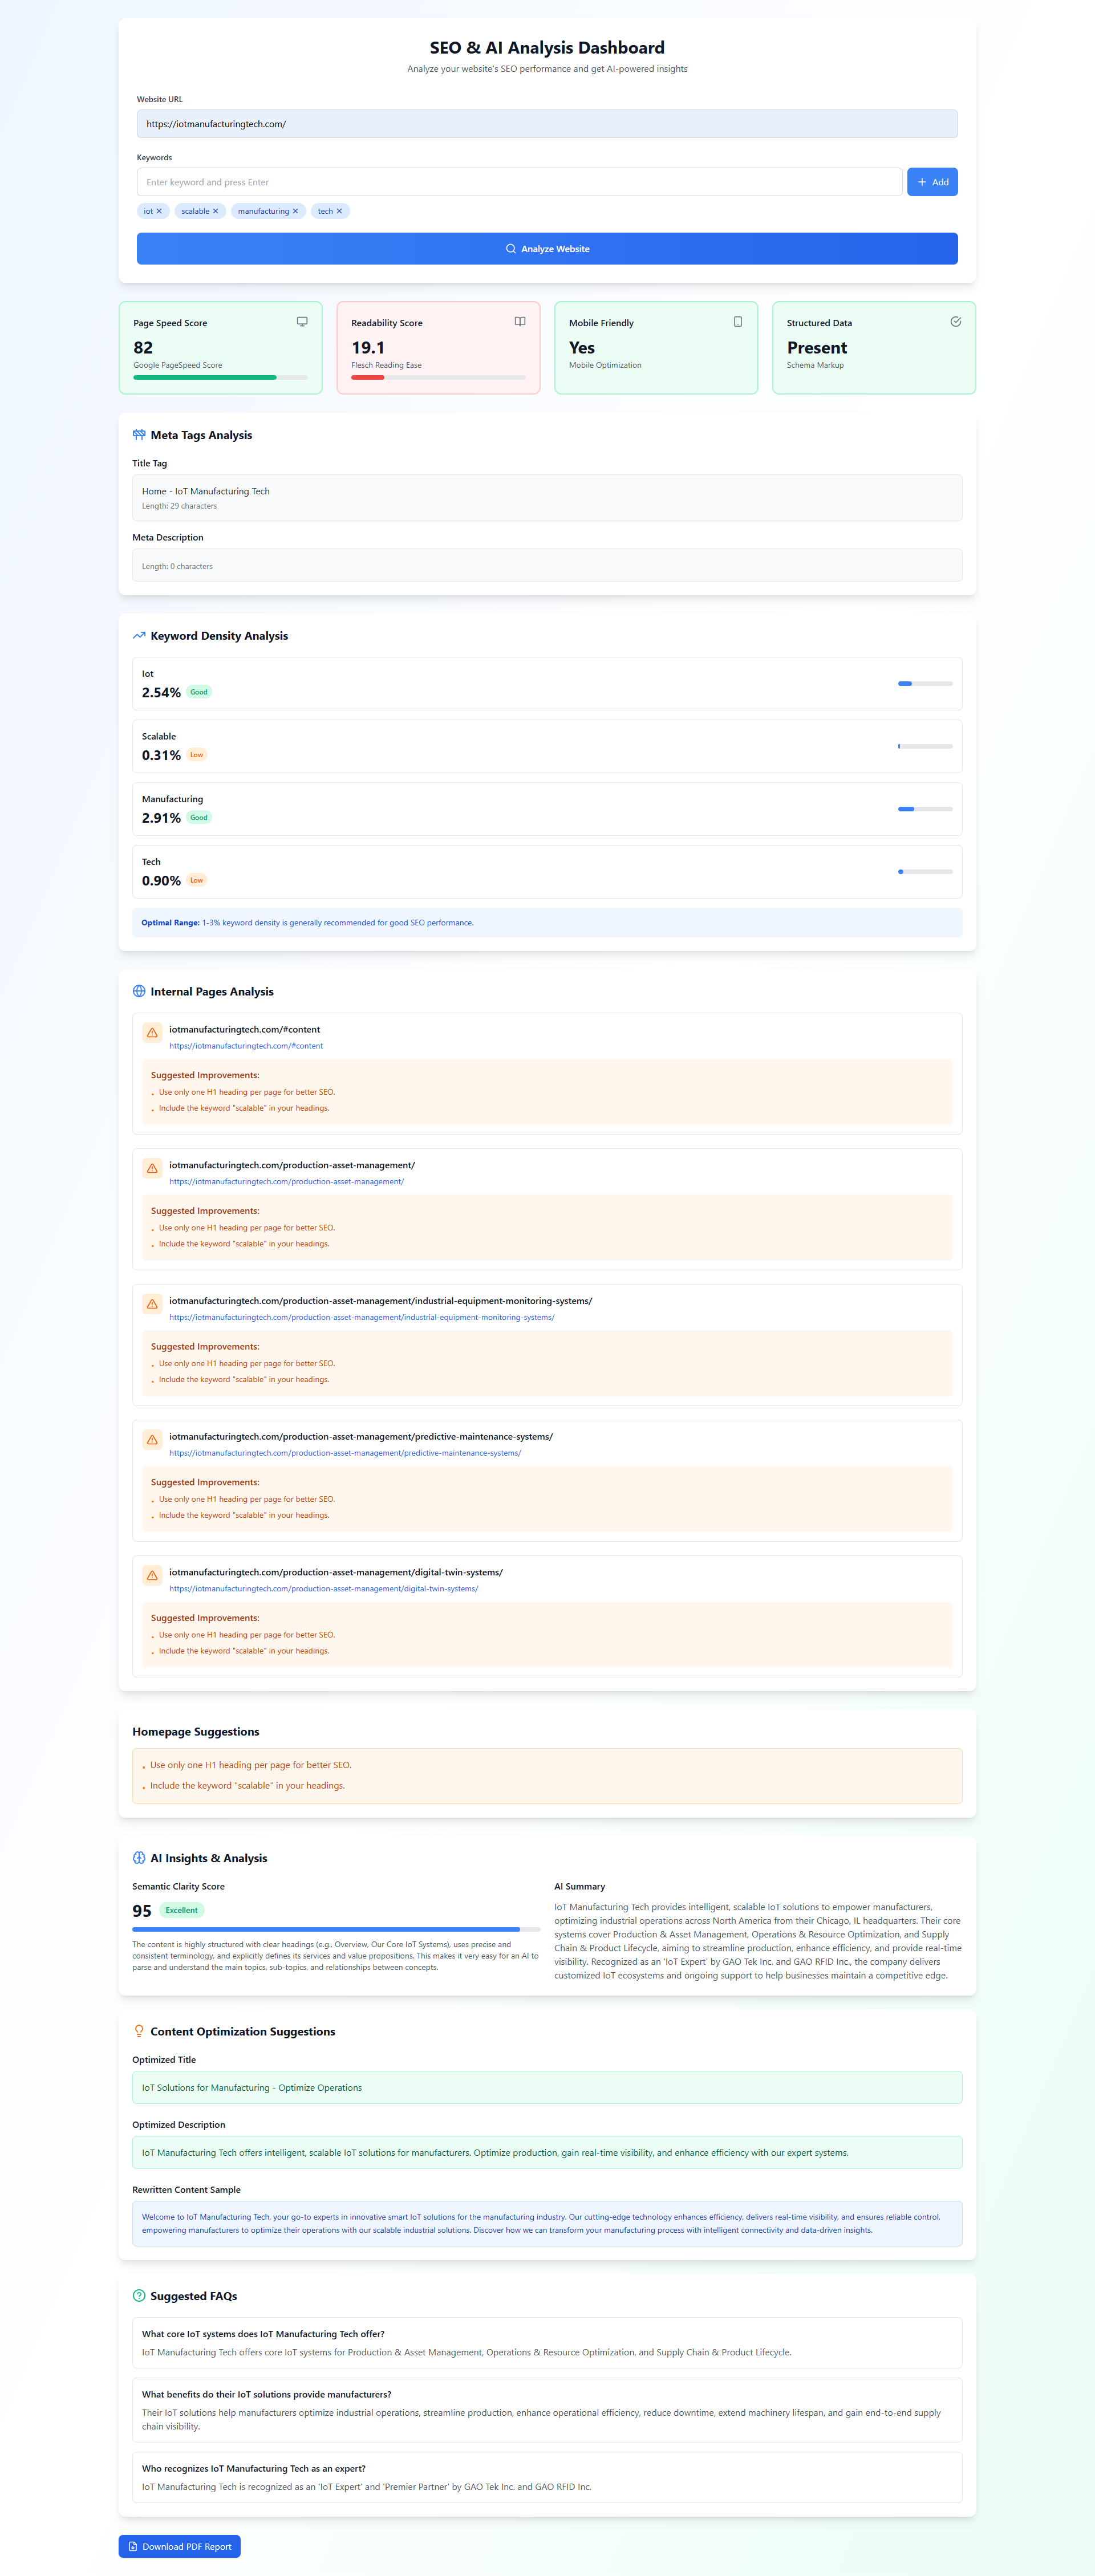 SEO & AI Analysis Dashboard
Analyze your website's SEO performance and get AI-powered insights
Website URL
https://iotmanufacturingtech.com/
Keywords
Enter keyword and press Enter
+ Add
iot ✕ scalable ✕ manufacturing ✕ tech ✕
Analyze Website
Page Speed Score
82
Google PageSpeed Score
Readability Score
19.1
Flesch Reading Ease
Mobile Friendly
Yes
Mobile Optimization
Structured Data
Present
Schema Markup
Meta Tags Analysis
Title Tag
Home - IoT Manufacturing Tech
Length: 29 characters
Meta Description
Length: 0 characters
Keyword Density Analysis
Iot
2.54% Good
Scalable
0.31% Low
Manufacturing
2.91% Good
Tech
0.90% Low
Optimal Range: 1-3% keyword density is generally recommended for good SEO performance.
Internal Pages Analysis
iotmanufacturingtech.com/#content
https://iotmanufacturingtech.com/#content
Suggested Improvements:
• Use only one H1 heading per page for better SEO.
• Include the keyword "scalable" in your headings.
iotmanufacturingtech.com/production-asset-management/
https://iotmanufacturingtech.com/production-asset-management/
Suggested Improvements:
• Use only one H1 heading per page for better SEO.
• Include the keyword "scalable" in your headings.
iotmanufacturingtech.com/production-asset-management/industrial-equipment-monitoring-systems/
https://iotmanufacturingtech.com/production-asset-management/industrial-equipment-monitoring-systems/
Suggested Improvements:
• Use only one H1 heading per page for better SEO.
• Include the keyword "scalable" in your headings.
iotmanufacturingtech.com/production-asset-management/predictive-maintenance-systems/
https://iotmanufacturingtech.com/production-asset-management/predictive-maintenance-systems/
Suggested Improvements:
• Use only one H1 heading per page for better SEO.
• Include the keyword "scalable" in your headings.
iotmanufacturingtech.com/production-asset-management/digital-twin-systems/
https://iotmanufacturingtech.com/production-asset-management/digital-twin-systems/
Suggested Improvements:
• Use only one H1 heading per page for better SEO.
• Include the keyword "scalable" in your headings.
Homepage Suggestions
• Use only one H1 heading per page for better SEO.
• Include the keyword "scalable" in your headings.
AI Insights & Analysis
Semantic Clarity Score
95 Excellent
The content is highly structured with clear headings (e.g., Overview, Our Core IoT Systems), uses precise and
consistent terminology, and explicitly defines its services and value propositions. This makes it very easy for an AI to
parse and understand the main topics, sub-topics, and relationships between concepts.
AI Summary
IoT Manufacturing Tech provides intelligent, scalable IoT solutions to empower manufacturers,
optimizing industrial operations across North America from their Chicago, IL headquarters. Their core
systems cover Production & Asset Management, Operations & Resource Optimization, and Supply
Chain & Product Lifecycle, aiming to streamline production, enhance efficiency, and provide real-time
visibility. Recognized as an 'IoT Expert' by GAO Tek Inc. and GAO RFID Inc., the company delivers
customized IoT ecosystems and ongoing support to help businesses maintain a competitive edge.
Content Optimization Suggestions
Optimized Title
IoT Solutions for Manufacturing - Optimize Operations
Optimized Description
IoT Manufacturing Tech offers intelligent, scalable IoT solutions for manufacturers. Optimize production, gain real-time visibility, and enhance efficiency with our expert systems.
Rewritten Content Sample
Welcome to IoT Manufacturing Tech, your go-to experts in innovative smart IoT solutions for the manufacturing industry. Our cutting-edge technology enhances efficiency, delivers real-time visibility, and ensures reliable control,
empowering manufacturers to optimize their operations with our scalable industrial solutions. Discover how we can transform your manufacturing process with intelligent connectivity and data-driven insights.
Suggested FAQs
What core IoT systems does IoT Manufacturing Tech offer?
IoT Manufacturing Tech offers core IoT systems for Production & Asset Management, Operations & Resource Optimization, and Supply Chain & Product Lifecycle.
What benefits do their IoT solutions provide manufacturers?
Their IoT solutions help manufacturers optimize industrial operations, streamline production, enhance operational efficiency, reduce downtime, extend machinery lifespan, and gain end-to-end supply
chain visibility.
Who recognizes IoT Manufacturing Tech as an expert?
IoT Manufacturing Tech is recognized as an 'IoT Expert' and 'Premier Partner' by GAO Tek Inc. and GAO RFID Inc.
Download PDF Report